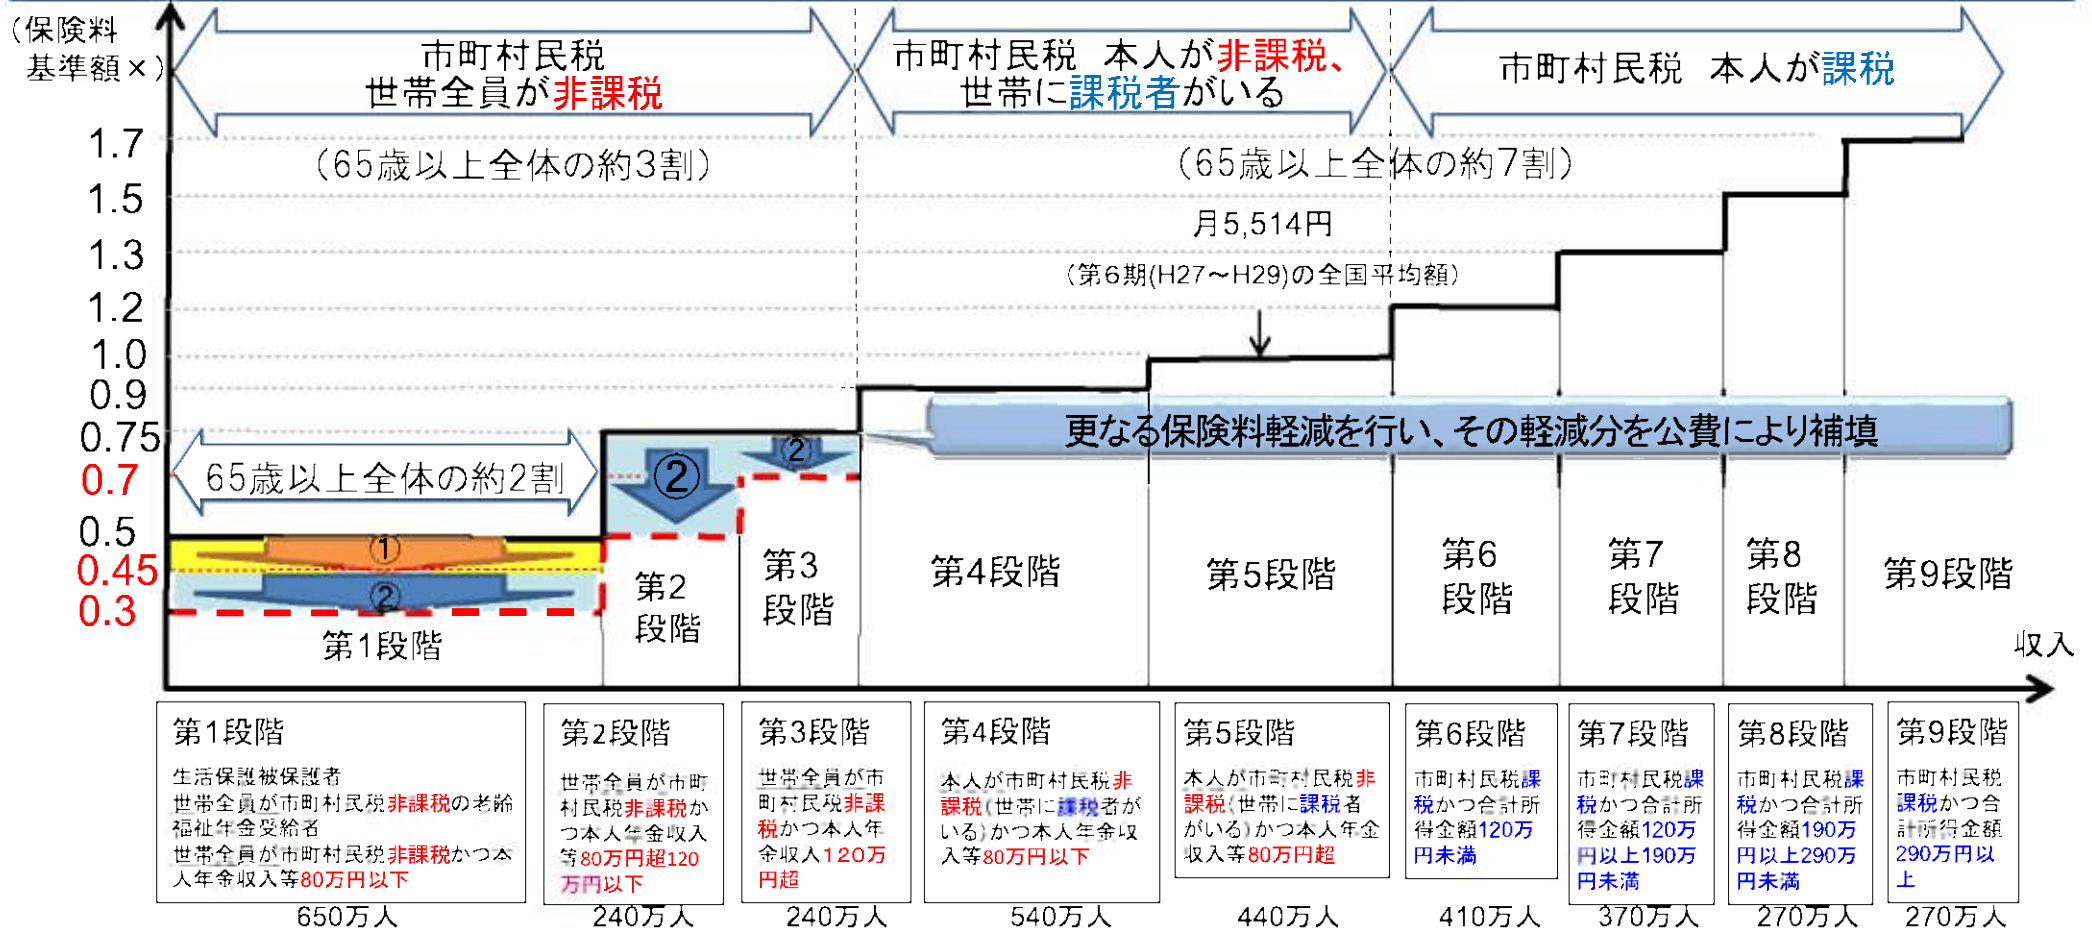 （保険料
基準額×）
市町村民税
世帯全員が非課税
市町村民税 本人が非課税、
世帯に課税者がいる
市町村民税 本人が課税
（65歳以上全体の約3割）
（65歳以上全体の約7割）
1.7
1.5
1.3
1.2
1.0
0.9
0.75
0.7
0.5
0.45
0.3
月5,514円
（第６期(H27～H29)の全国平均額）
更なる保険料軽減を行い、その軽減分を公費により補填
65歳以上全体の約2割
①
②
②
②
第1段階
第2
段階
第3
段階
第4段階
第5段階
第6
段階
第7
段階
第8
段階
第9段階
収入
第1段階
生活保護被保護者
世帯全員が市町村民税非課税の老齢
福祉年金受給者
世帯全員が市町村民税非課税かつ本
人年金収入等80万円以下
650万人
第2段階
世帯全員が市町
村民税非課税か
つ本人年金収入
等80万円超120
万円以下
240万人
第3段階
世帯全員が市
町村民税非課
税かつ本人年
金収入120万
円超
240万人
第4段階
本人が市町村民税非
課税(世帯に課税者が
いる)かつ本人年金収
入等80万円以下
540万人
第5段階
本人が市町村民税非
課税(世帯に課税者
がいる)かつ本人年金
収入等80万円超
440万人
第6段階
市町村民税課
税かつ合計所
得金額120万
円未満
410万人
第7段階
市町村民税課
税かつ合計所
得金額120万
円以上190万
円未満
370万人
第8段階
市町村民税課
税かつ合計所
得金額190万
円以上290万
円未満
270万人
第9段階
市町村民税
課税かつ合
計所得金額
290万円以
上
270万人